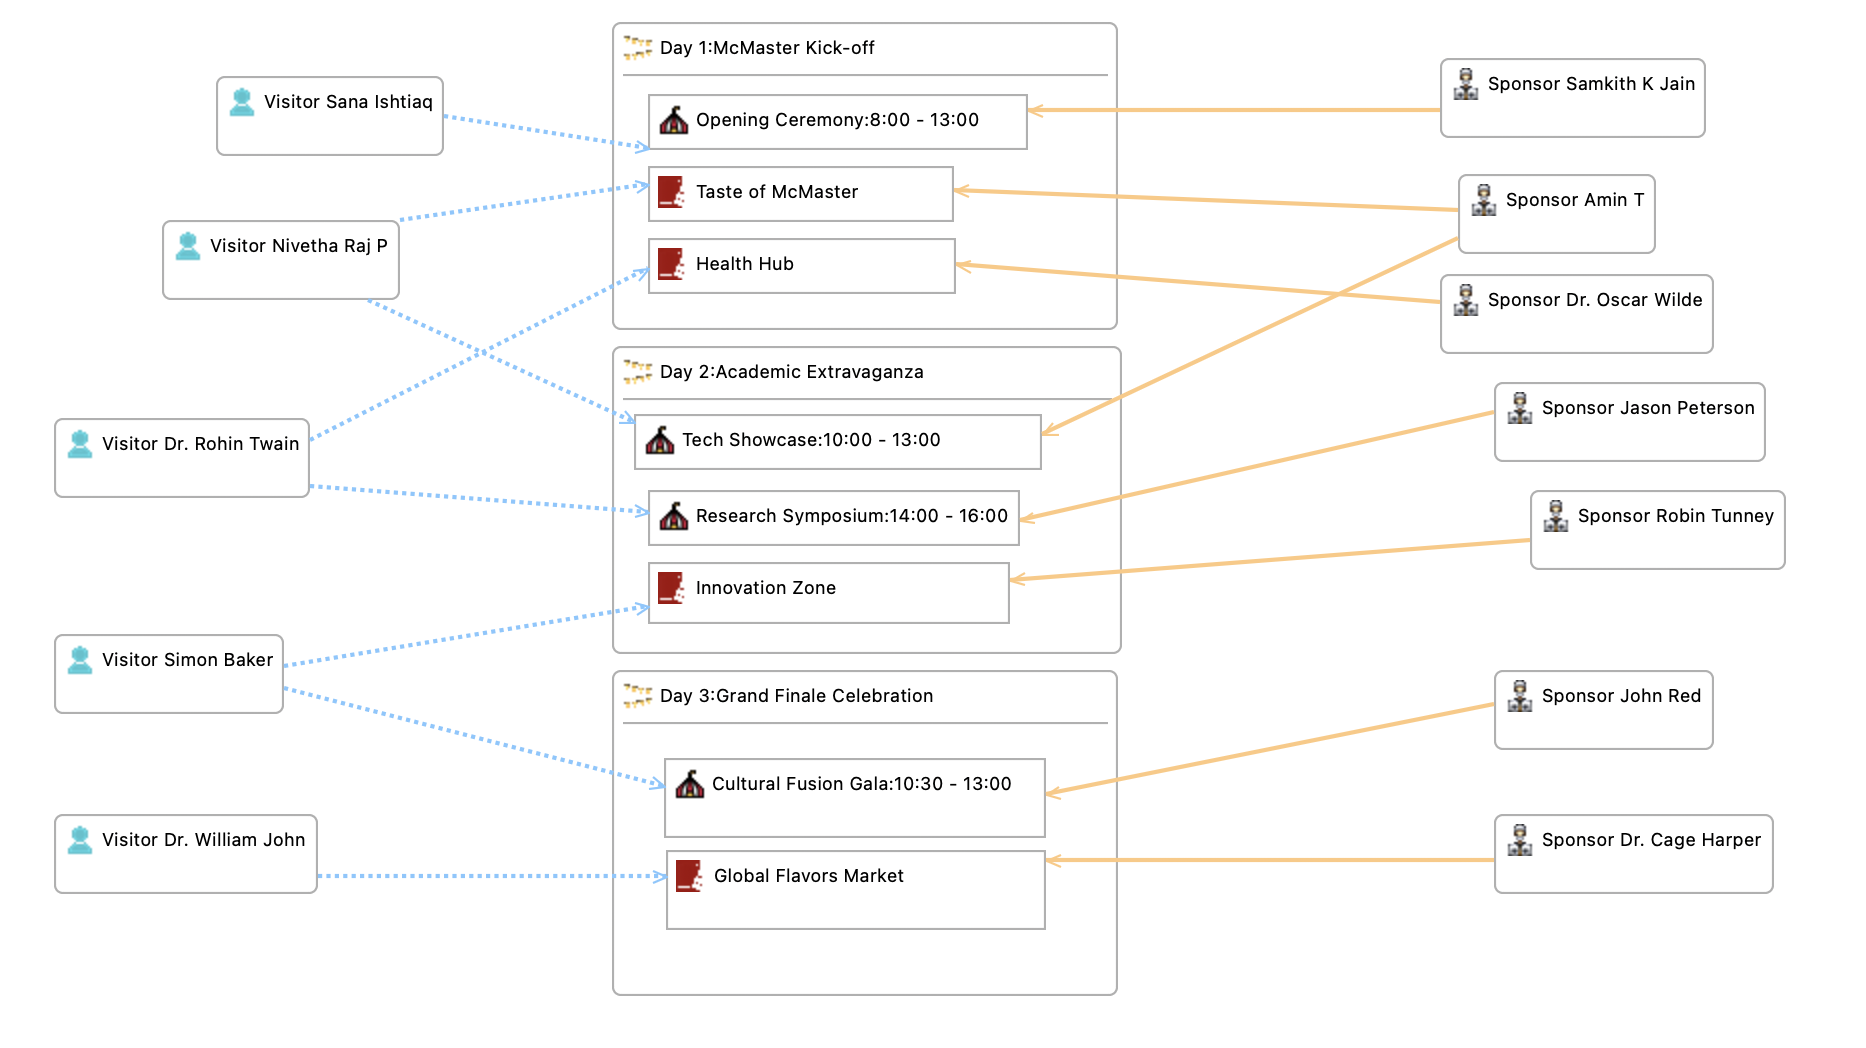 Visitor Sana Ishtiaq
Visitor Nivetha Raj P
Visitor Dr. Rohin Twain
Visitor Simon Baker
Visitor Dr. William John
Day 1:McMaster Kick-off
Opening Ceremony:8:00 - 13:00
Taste of McMaster
Health Hub
Day 2:Academic Extravaganza
Tech Showcase:10:00 - 13:00
Research Symposium:14:00 - 16:00
Innovation Zone
Day 3:Grand Finale Celebration
Cultural Fusion Gala:10:30 - 13:00
Global Flavors Market
Sponsor Samkith K Jain
Sponsor Amin T
Sponsor Dr. Oscar Wilde
Sponsor Jason Peterson
Sponsor Robin Tunney
Sponsor John Red
Sponsor Dr. Cage Harper